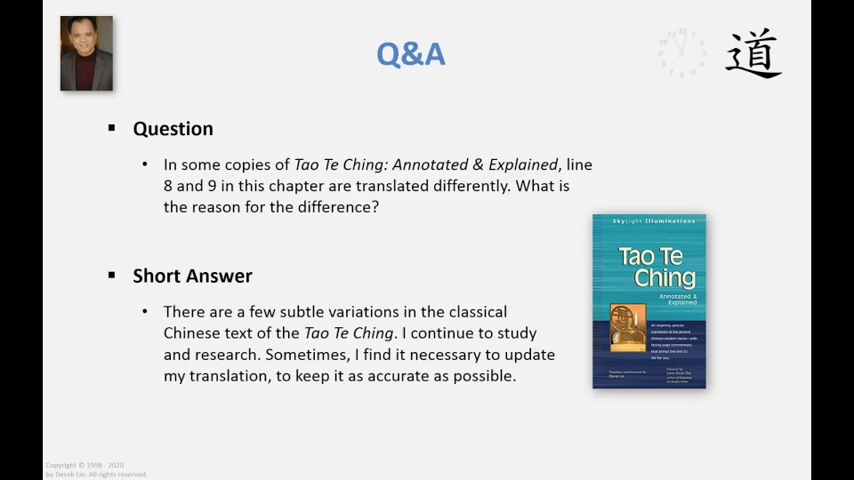 Q&A
道
Question
In some copies of Tao Te Ching: Annotated & Explained, line
8 and 9 in this chapter are translated differently. What is
the reason for the difference?
SkyLight Illuminations
Tao Te
Ching
Annotated &
Explained
Short Answer
There are a few subtle variations in the classical
Chinese text of the Tao Te Ching. I continue to study
and research. Sometimes, I find it necessary to update
my translation, to keep it as accurate as possible.
Copyright © 1998 - 2020
by Derek Lin. All rights reserved.